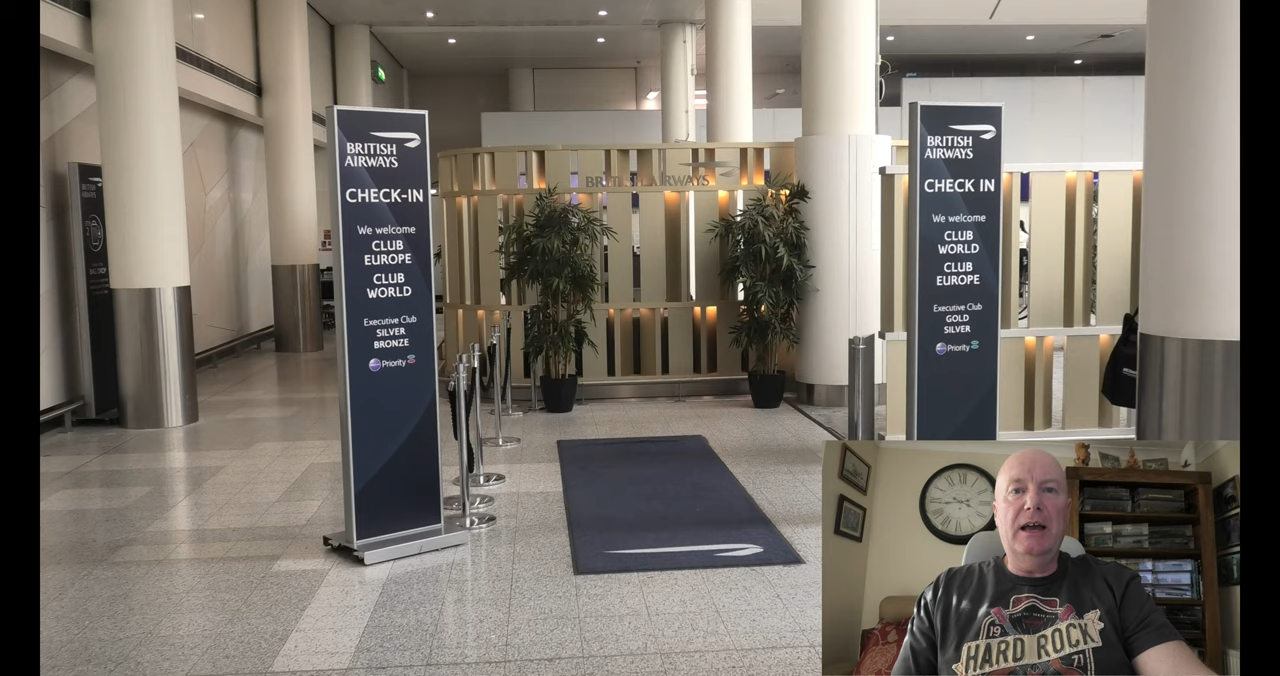 BRITISH
AIRWAYS
CHECK-IN
We welcome
CLUB
EUROPE
CLUB
WORLD
Executive Club
SILVER
BRONZE
Priority
BRITISH AIRWAYS
BRITISH
AIRWAYS
CHECK IN
We welcome
CLUB
WORLD
CLUB
EUROPE
Executive Club
GOLD
SILVER
Priority
19
HARD ROCK
71